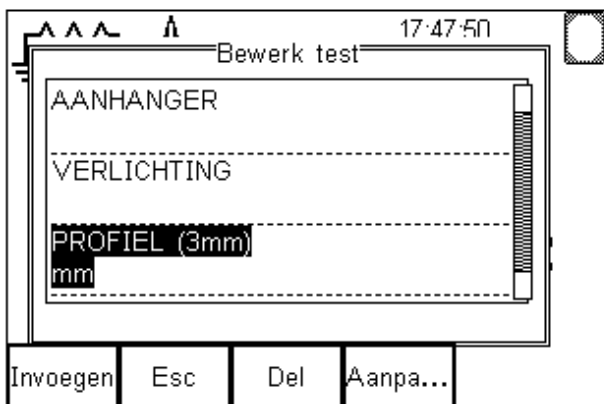 17:47:50
Bewerk test
AANHANGER
VERLICHTING
PROFIEL (3mm)
mm
Invoegen Esc Del Aanpa...